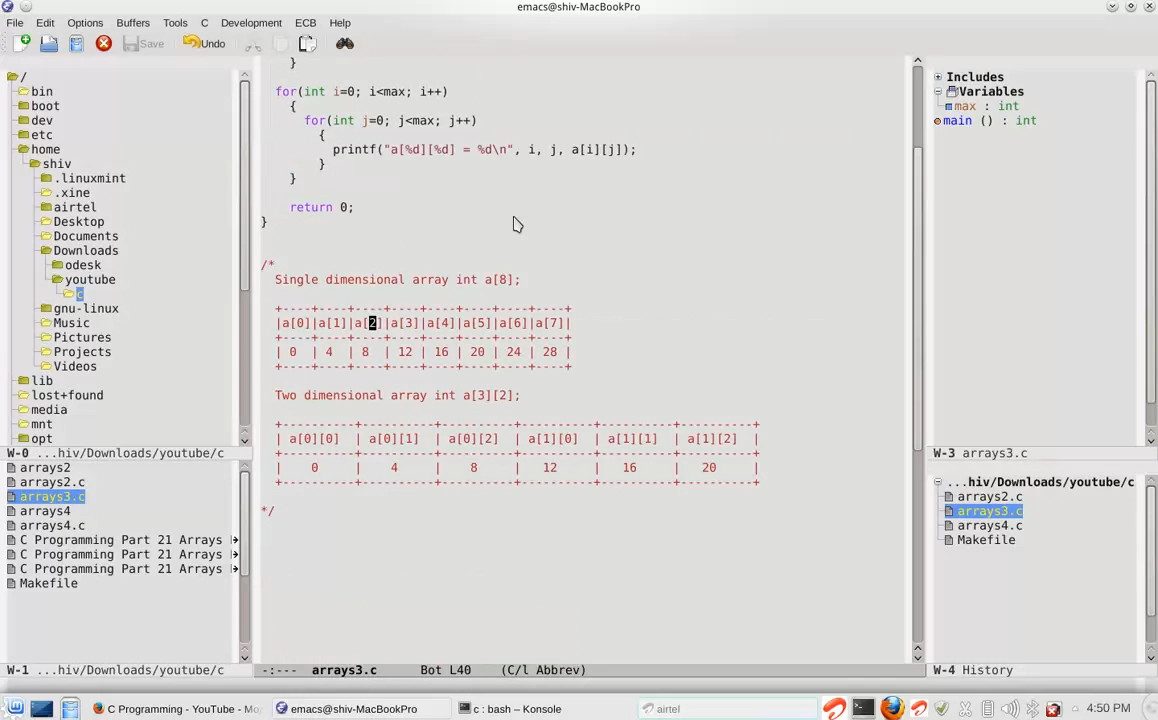 emacs@shiv-MacBookPro
File Edit Options Buffers Tools C Development ECB Help
Save Undo
/
bin
boot
dev
etc
home
shiv
.linuxmint
.xine
airtel
Desktop
Documents
Downloads
odesk
youtube
c
gnu-linux
Music
Pictures
Projects
Videos
lib
lost+found
media
mnt
opt
W-0 ...hiv/Downloads/youtube/c
arrays2
arrays2.c
arrays3.c
arrays4
arrays4.c
C Programming Part 21 Arrays
C Programming Part 21 Arrays
C Programming Part 21 Arrays
Makefile
W-1 ...hiv/Downloads/youtube/c
}
for(int i=0; i<max; i++)
{
for(int j=0; j<max; j++)
{
printf("a[%d][%d] = %d\n", i, j, a[i][j]);
}
}
return 0;
}
/*
Single dimensional array int a[8];
+----+----+----+----+----+----+----+----+
|a[0]|a[1]|a[2]|a[3]|a[4]|a[5]|a[6]|a[7]|
+----+----+----+----+----+----+----+----+
| 0 | 4 | 8 | 12 | 16 | 20 | 24 | 28 |
+----+----+----+----+----+----+----+----+
Two dimensional array int a[3][2];
+----------+----------+----------+----------+----------+----------+
| a[0][0] | a[0][1] | a[0][2] | a[1][0] | a[1][1] | a[1][2] |
+----------+----------+----------+----------+----------+----------+
| 0 | 4 | 8 | 12 | 16 | 20 |
+----------+----------+----------+----------+----------+----------+
*/
-:--- arrays3.c Bot L40 (C/l Abbrev)
Includes
Variables
max : int
main () : int
W-3 arrays3.c
...hiv/Downloads/youtube/c
arrays2.c
arrays3.c
arrays4.c
Makefile
W-4 History
C Programming - YouTube - Mo
emacs@shiv-MacBookPro
c : bash – Konsole
airtel
4:50 PM